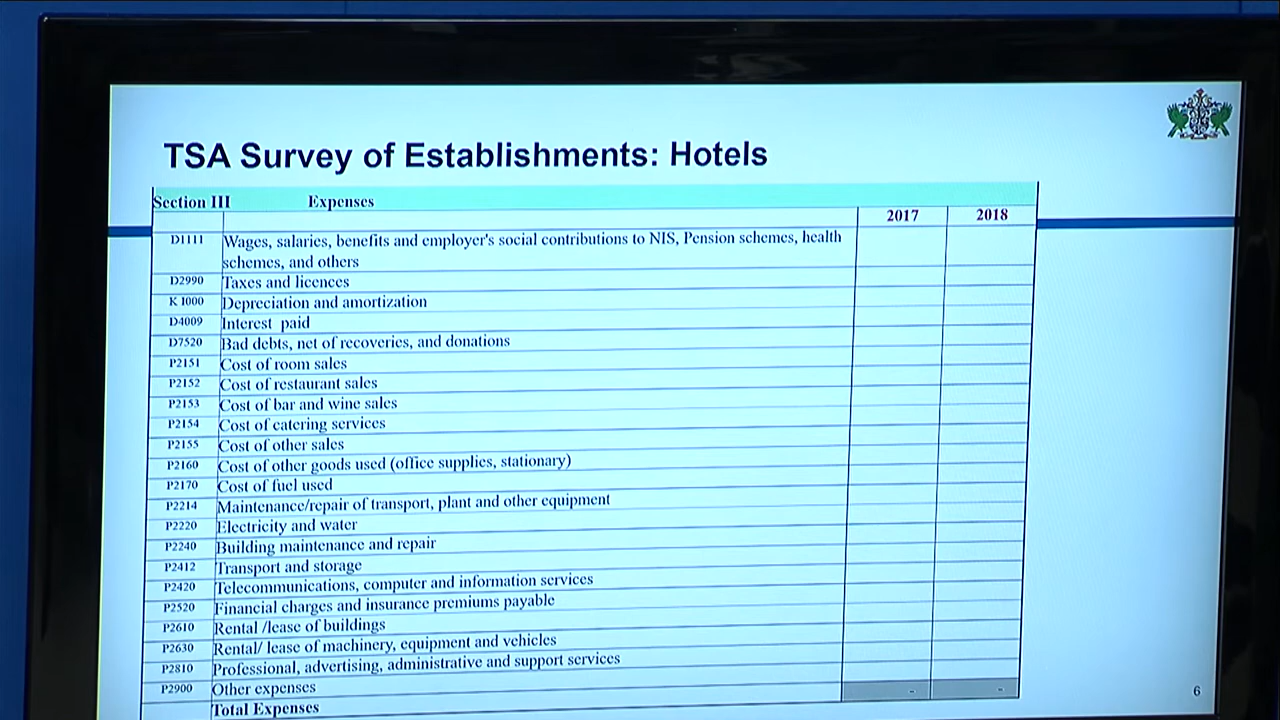 TSA Survey of Establishments: Hotels
Section III Expenses
2017 2018
D1111 Wages, salaries, benefits and employer's social contributions to NIS, Pension schemes, health
schemes, and others
D2990 Taxes and licences
K 1000 Depreciation and amortization
D4009 Interest paid
D7520 Bad debts, net of recoveries, and donations
P2151 Cost of room sales
P2152 Cost of restaurant sales
P2153 Cost of bar and wine sales
P2154 Cost of catering services
P2155 Cost of other sales
P2160 Cost of other goods used (office supplies, stationary)
P2170 Cost of fuel used
P2214 Maintenance/repair of transport, plant and other equipment
P2220 Electricity and water
P2240 Building maintenance and repair
P2412 Transport and storage
P2420 Telecommunications, computer and information services
P2520 Financial charges and insurance premiums payable
P2610 Rental /lease of buildings
P2630 Rental/ lease of machinery, equipment and vehicles
P2810 Professional, advertising, administrative and support services
P2900 Other expenses - -
Total Expenses
6